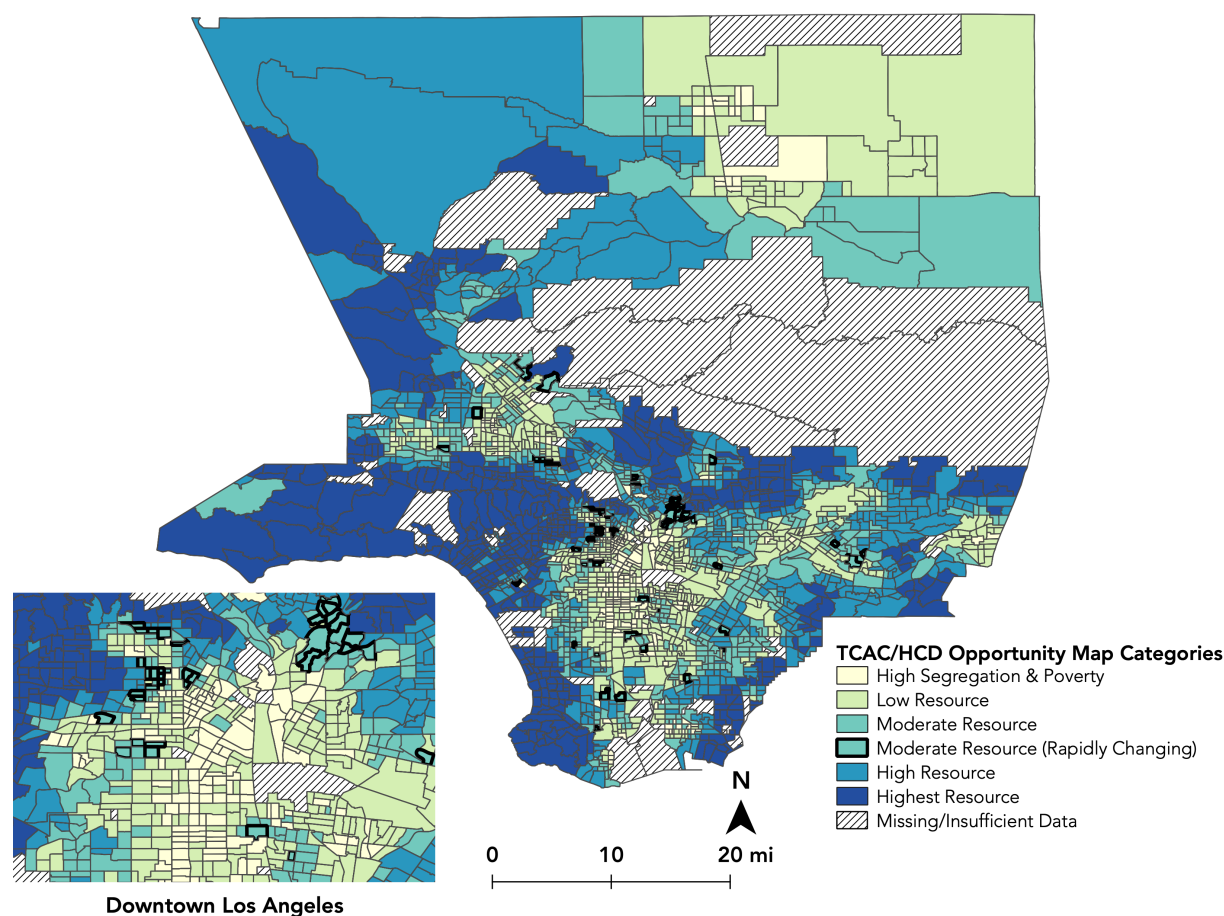 TCAC/HCD Opportunity Map Categories
High Segregation & Poverty
Low Resource
Moderate Resource
Moderate Resource (Rapidly Changing)
High Resource
Highest Resource
Missing/Insufficient Data
N
0 10 20 mi
Downtown Los Angeles